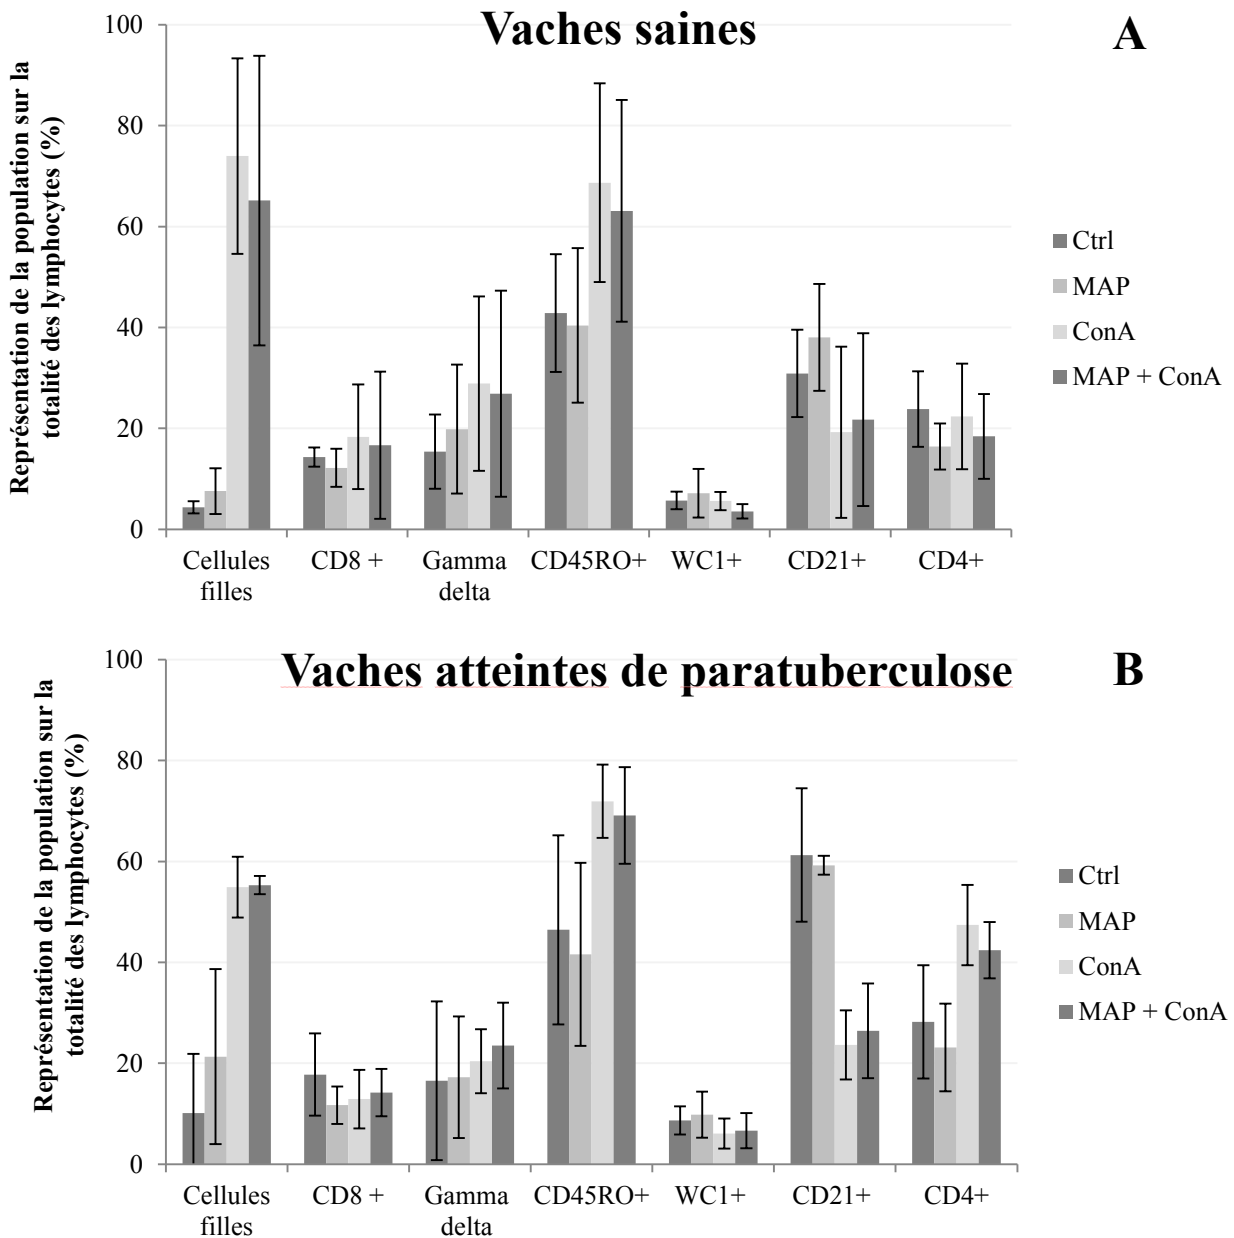 Vaches saines
A
Représentation de la population sur la
totalité des lymphocytes (%)
100
80
60
40
20
0
Cellules
filles
CD8 +
Gamma
delta
CD45RO+
WC1+
CD21+
CD4+
Ctrl
MAP
ConA
MAP + ConA
Vaches atteintes de paratuberculose
B
Représentation de la population sur la
totalité des lymphocytes (%)
100
80
60
40
20
0
Cellules
filles
CD8 +
Gamma
delta
CD45RO+
WC1+
CD21+
CD4+
Ctrl
MAP
ConA
MAP + ConA